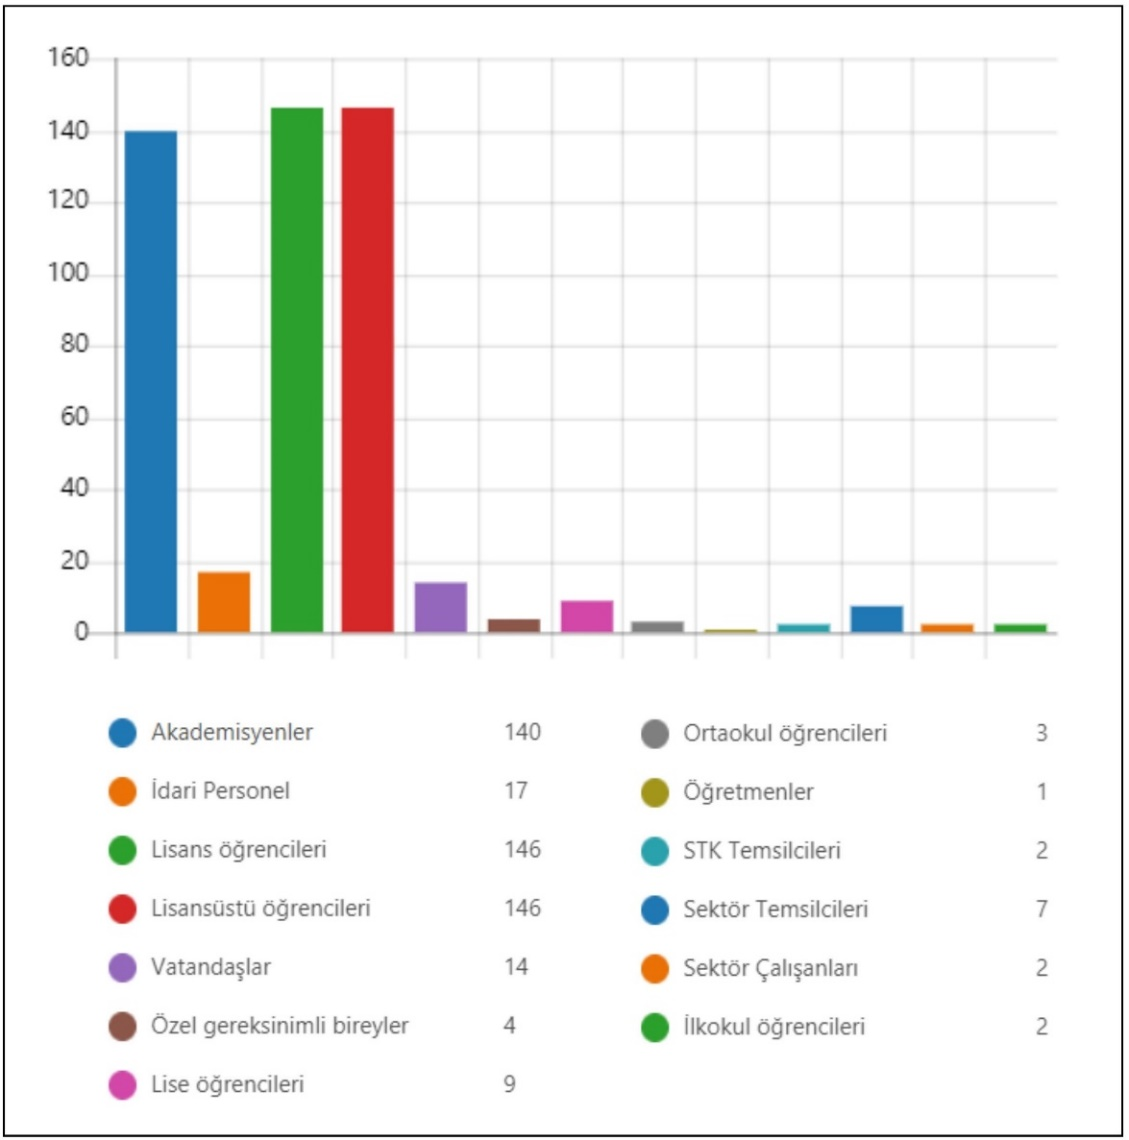 160
140
120
100
80
60
40
20
0
Akademisyenler 140
İdari Personel 17
Lisans öğrencileri 146
Lisansüstü öğrencileri 146
Vatandaşlar 14
Özel gereksinimli bireyler 4
Lise öğrencileri 9
Ortaokul öğrencileri 3
Öğretmenler 1
STK Temsilcileri 2
Sektör Temsilcileri 7
Sektör Çalışanları 2
İlkokul öğrencileri 2